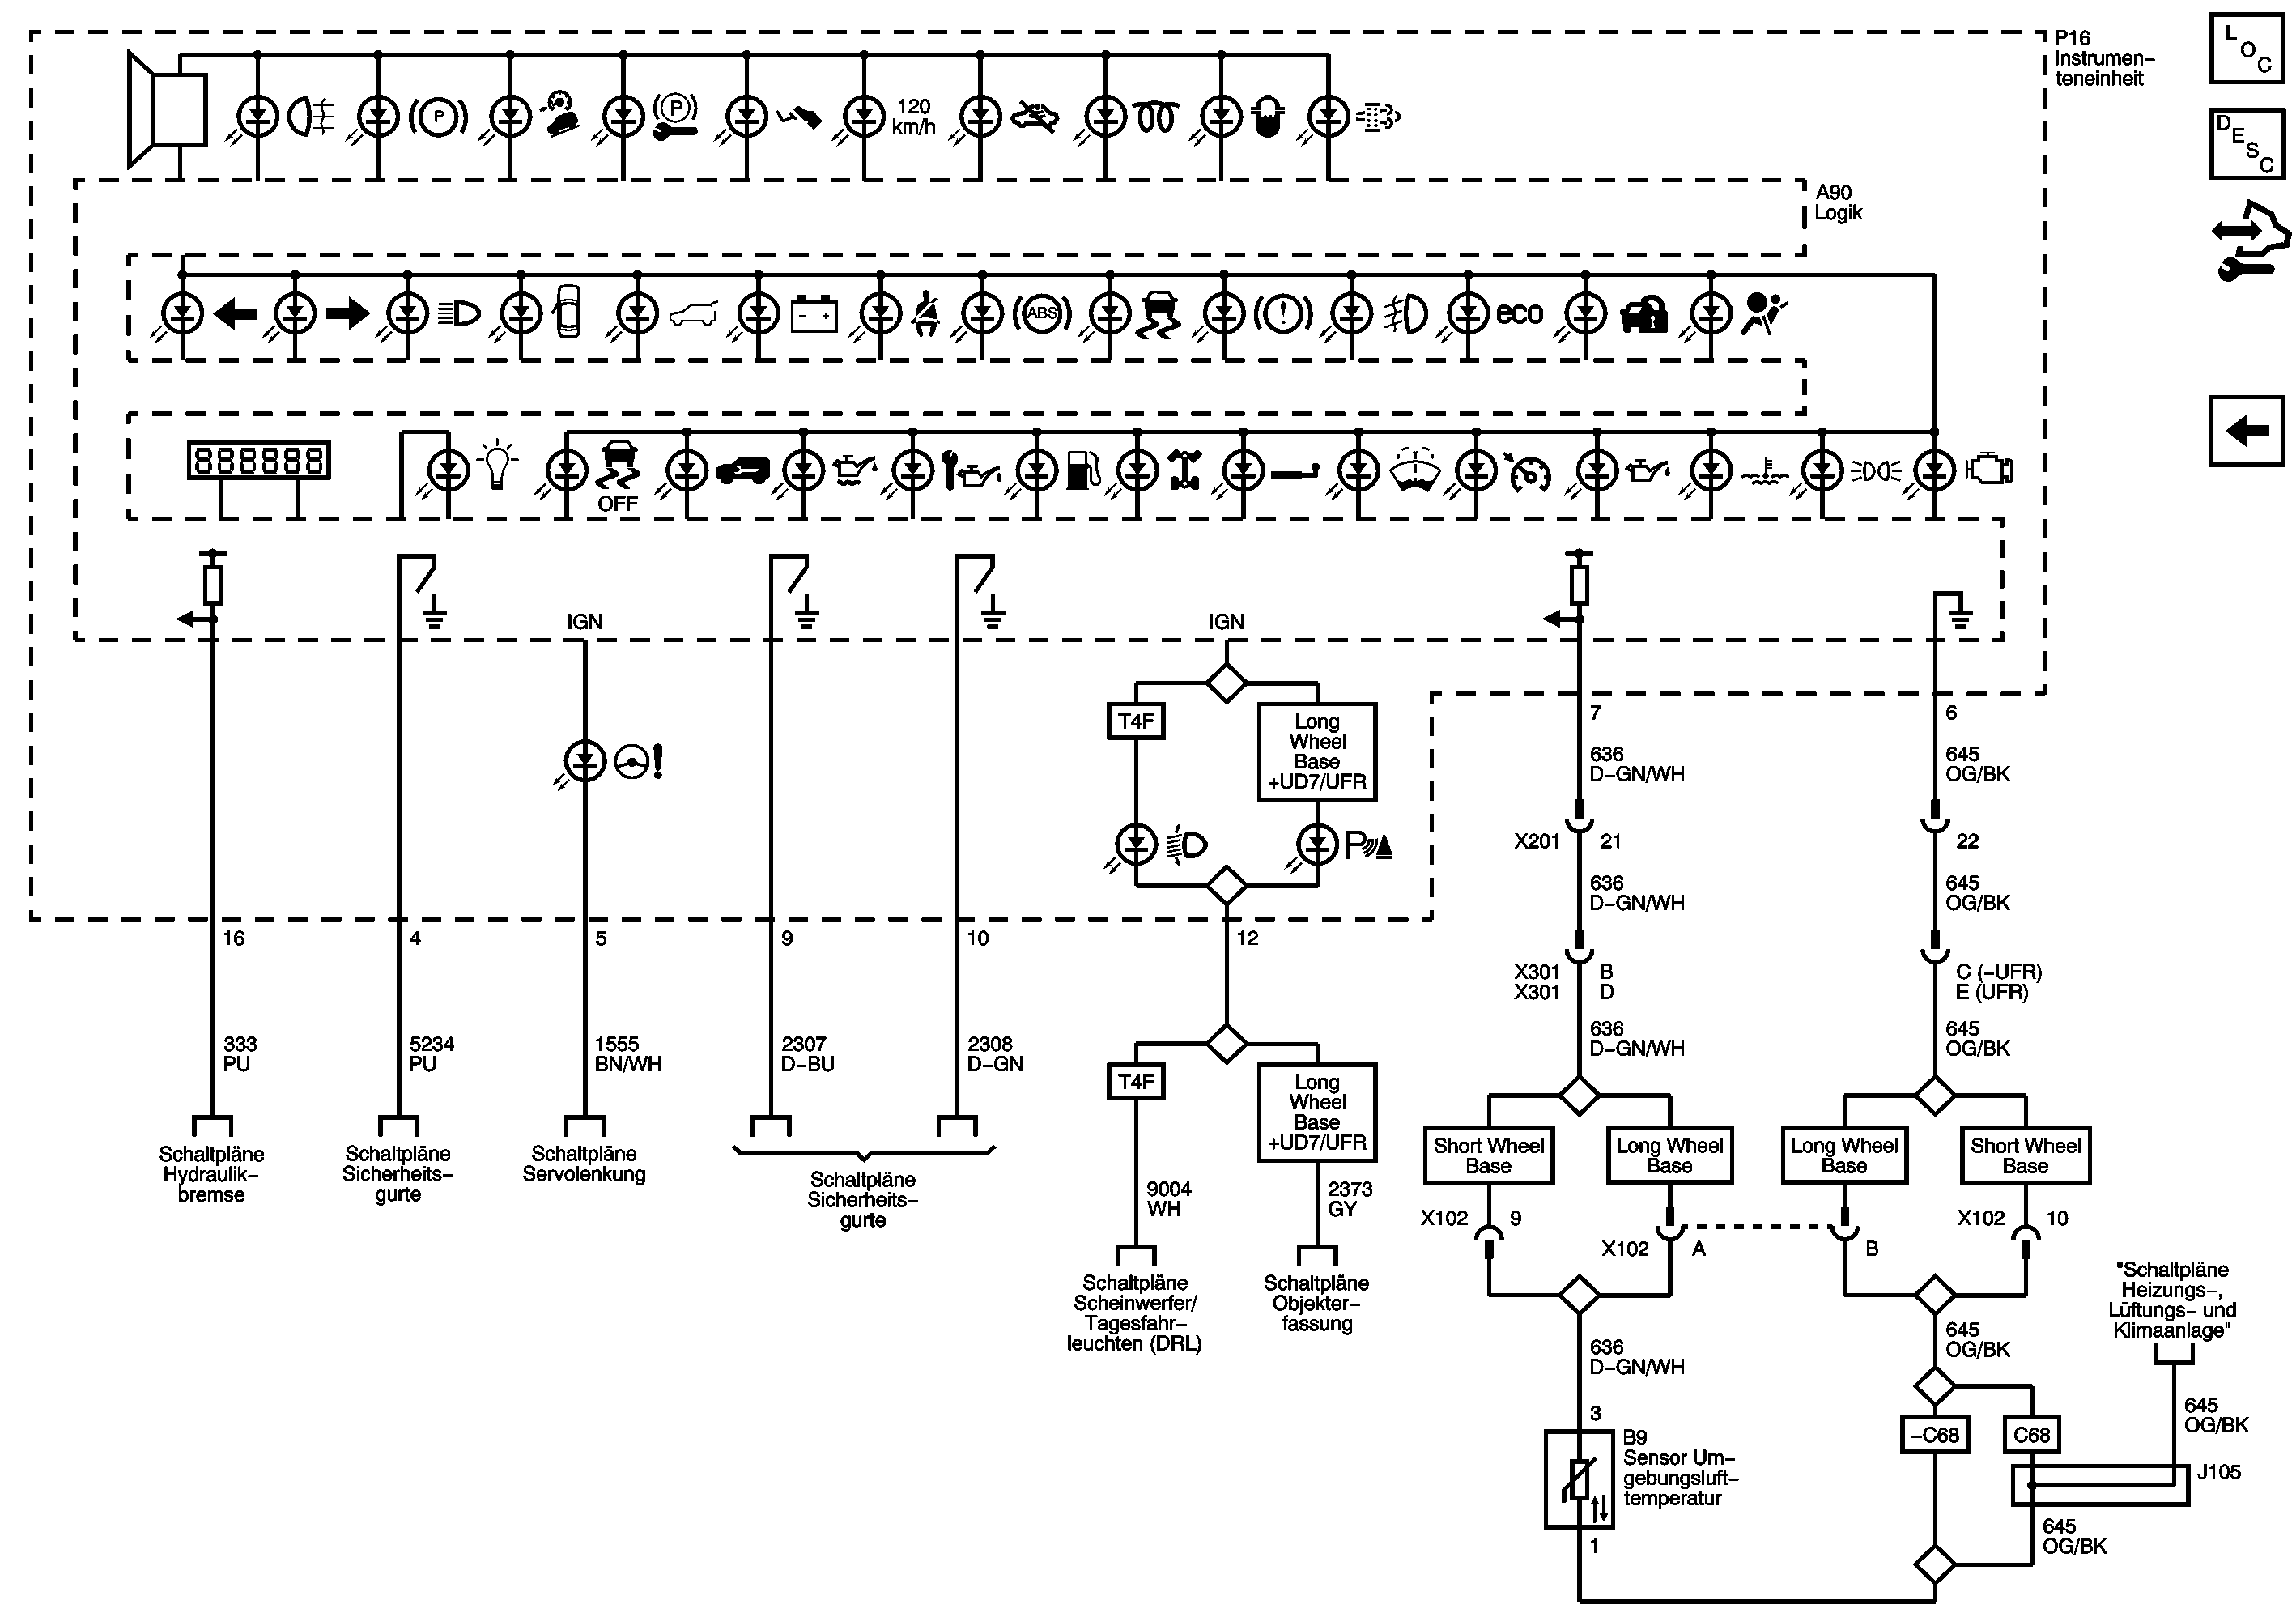 P16
Instrumen-
teneinheit
L
O
C
D
E
S
C
P
P
120
km/h
A90
Logik
- +
ABS
!
eco
888888
OFF
IGN
IGN
!
T4F
Long
Wheel
Base
+UD7/UFR
P
7
636
D-GN/WH
6
645
OG/BK
X201
21
22
636
D-GN/WH
645
OG/BK
16
4
5
9
10
12
X301
B
X301
D
C (-UFR)
E (UFR)
333
PU
5234
PU
1555
BN/WH
2307
D-BU
2308
D-GN
636
D-GN/WH
645
OG/BK
T4F
Long
Wheel
Base
+UD7/UFR
Schaltpläne
Hydraulik-
bremse
Schaltpläne
Sicherheits-
gurte
Schaltpläne
Servolenkung
Schaltpläne
Sicherheits-
gurte
9004
WH
2373
GY
Short Wheel
Base
Long Wheel
Base
Long Wheel
Base
Short Wheel
Base
X102
9
X102
A
B
X102
10
Schaltpläne
Scheinwerfer/
Tagesfahr-
leuchten (DRL)
Schaltpläne
Objekter-
fassung
"Schaltpläne
Heizungs-,
Lüftungs- und
Klimaanlage"
636
D-GN/WH
645
OG/BK
3
B9
Sensor Um-
gebungsluft-
temperatur
1
-C68
C68
645
OG/BK
J105
645
OG/BK